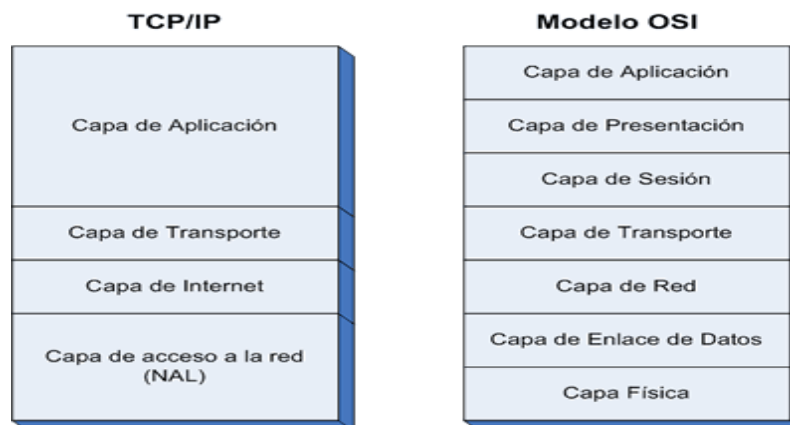 TCP/IP
Capa de Aplicación
Capa de Transporte
Capa de Internet
Capa de acceso a la red
(NAL)
Modelo OSI
Capa de Aplicación
Capa de Presentación
Capa de Sesión
Capa de Transporte
Capa de Red
Capa de Enlace de Datos
Capa Física